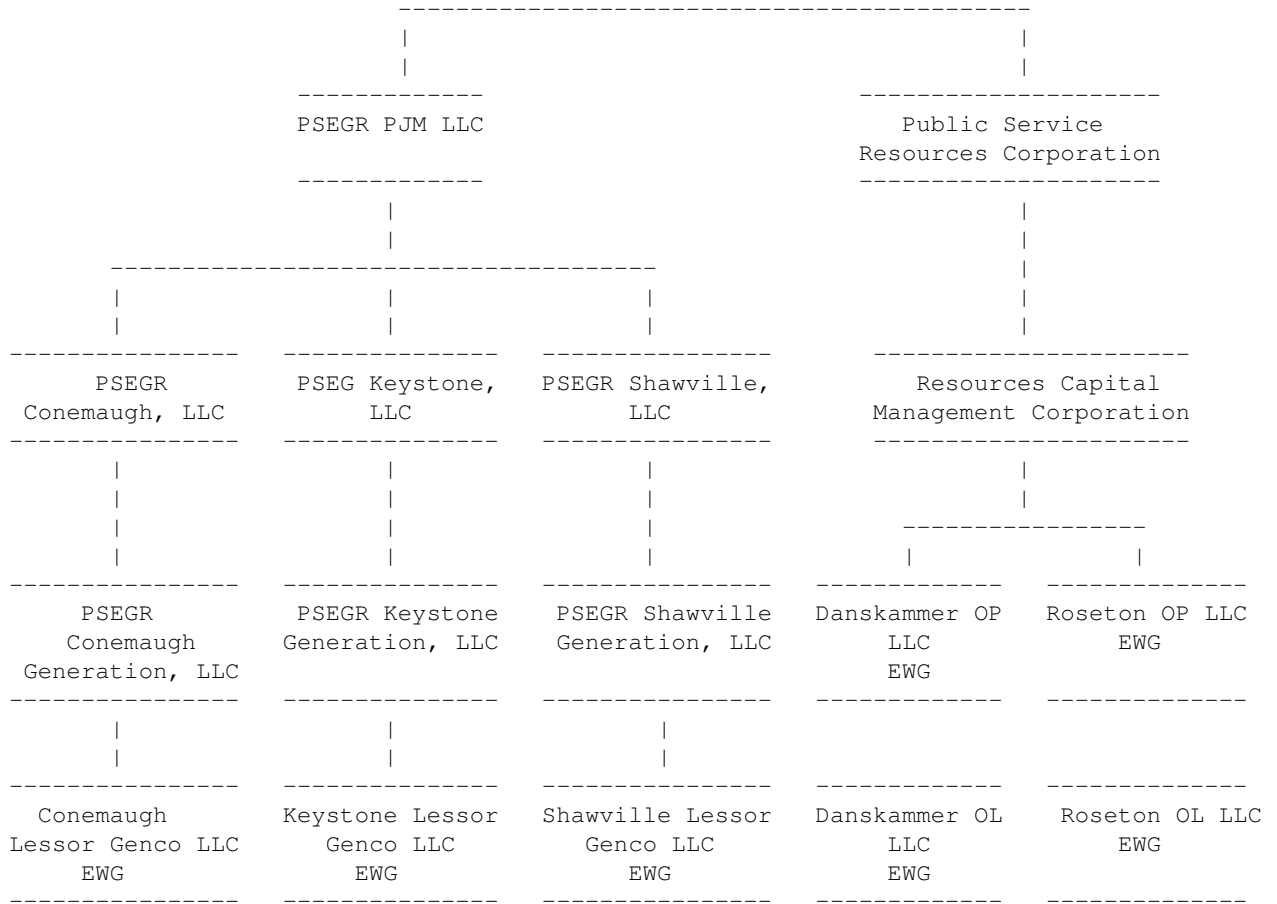 PSEGR PJM LLC
Public Service
Resources Corporation
PSEGR
Conemaugh, LLC
PSEG Keystone,
LLC
PSEGR Shawville,
LLC
Resources Capital
Management Corporation
PSEGR
Conemaugh
Generation, LLC
PSEGR Keystone
Generation, LLC
PSEGR Shawville
Generation, LLC
Danskammer OP
LLC
EWG
Roseton OP LLC
EWG
Conemaugh
Lessor Genco LLC
EWG
Keystone Lessor
Genco LLC
EWG
Shawville Lessor
Genco LLC
EWG
Danskammer OL
LLC
EWG
Roseton OL LLC
EWG